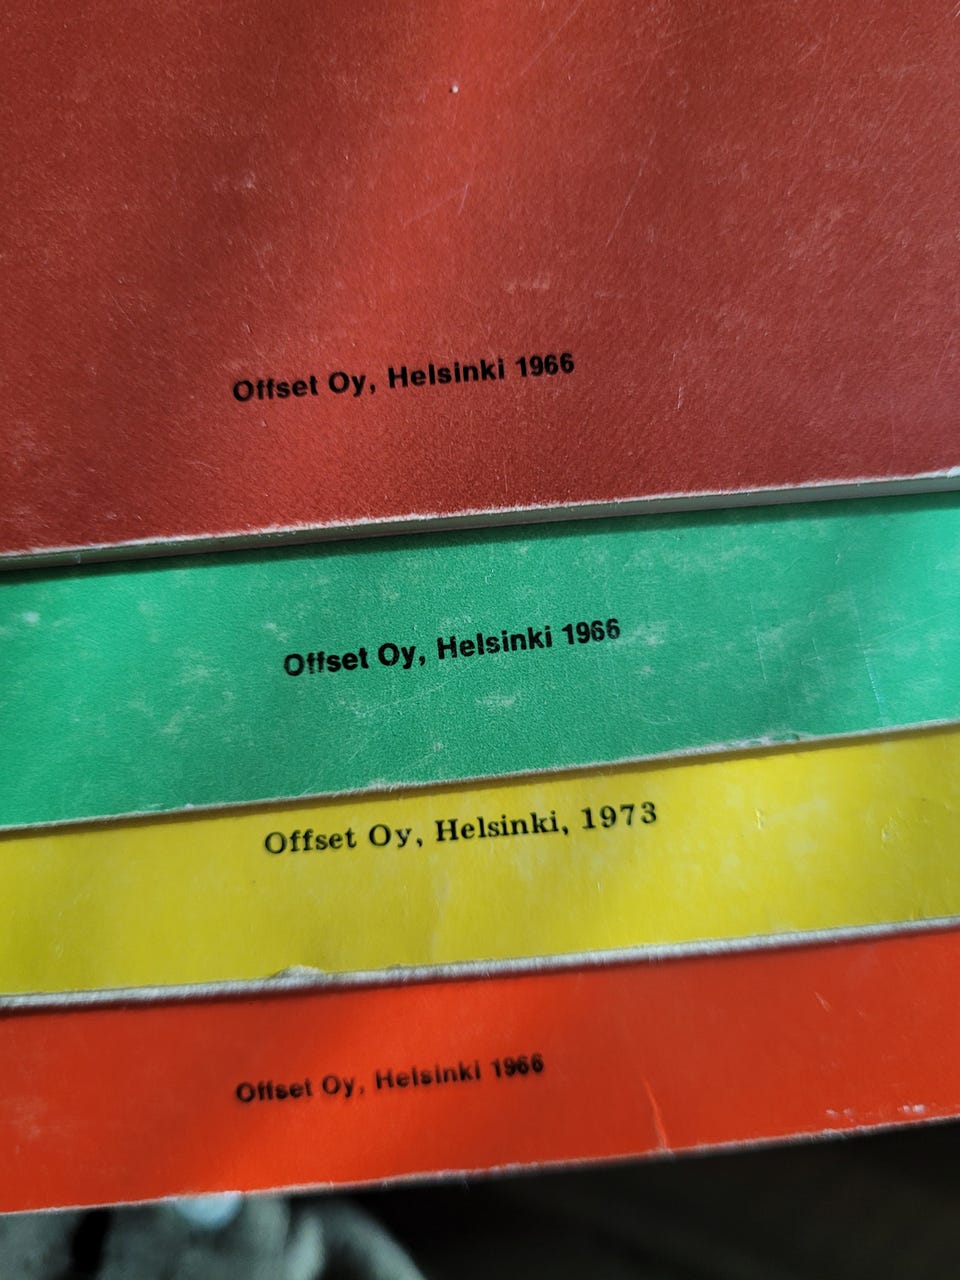 Offset Oy, Helsinki 1966
Offset Oy, Helsinki 1966
Offset Oy, Helsinki, 1973
Offset Oy, Helsinki 1966